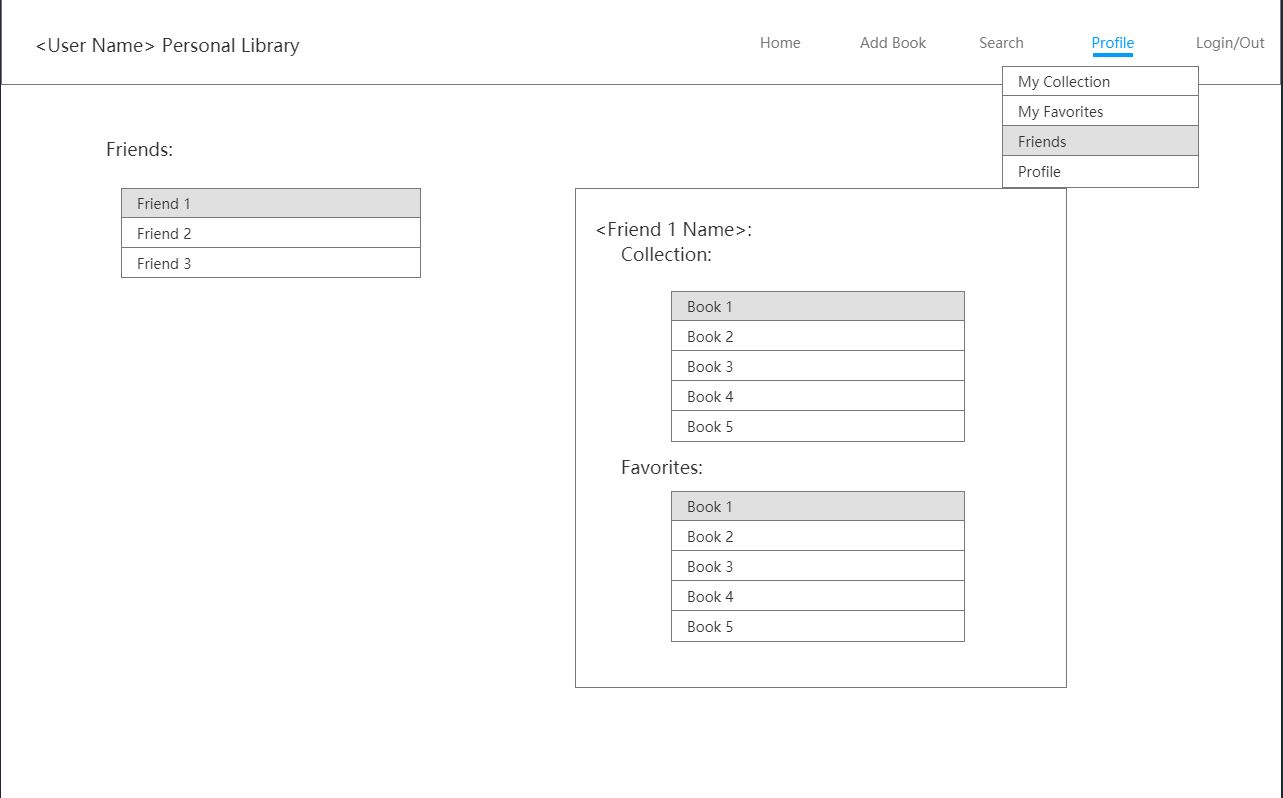 <User Name> Personal Library
Home
Add Book
Search
Profile
Login/Out
My Collection
My Favorites
Friends
Profile
Friends:
Friend 1
Friend 2
Friend 3
<Friend 1 Name>:
Collection:
Book 1
Book 2
Book 3
Book 4
Book 5
Favorites:
Book 1
Book 2
Book 3
Book 4
Book 5